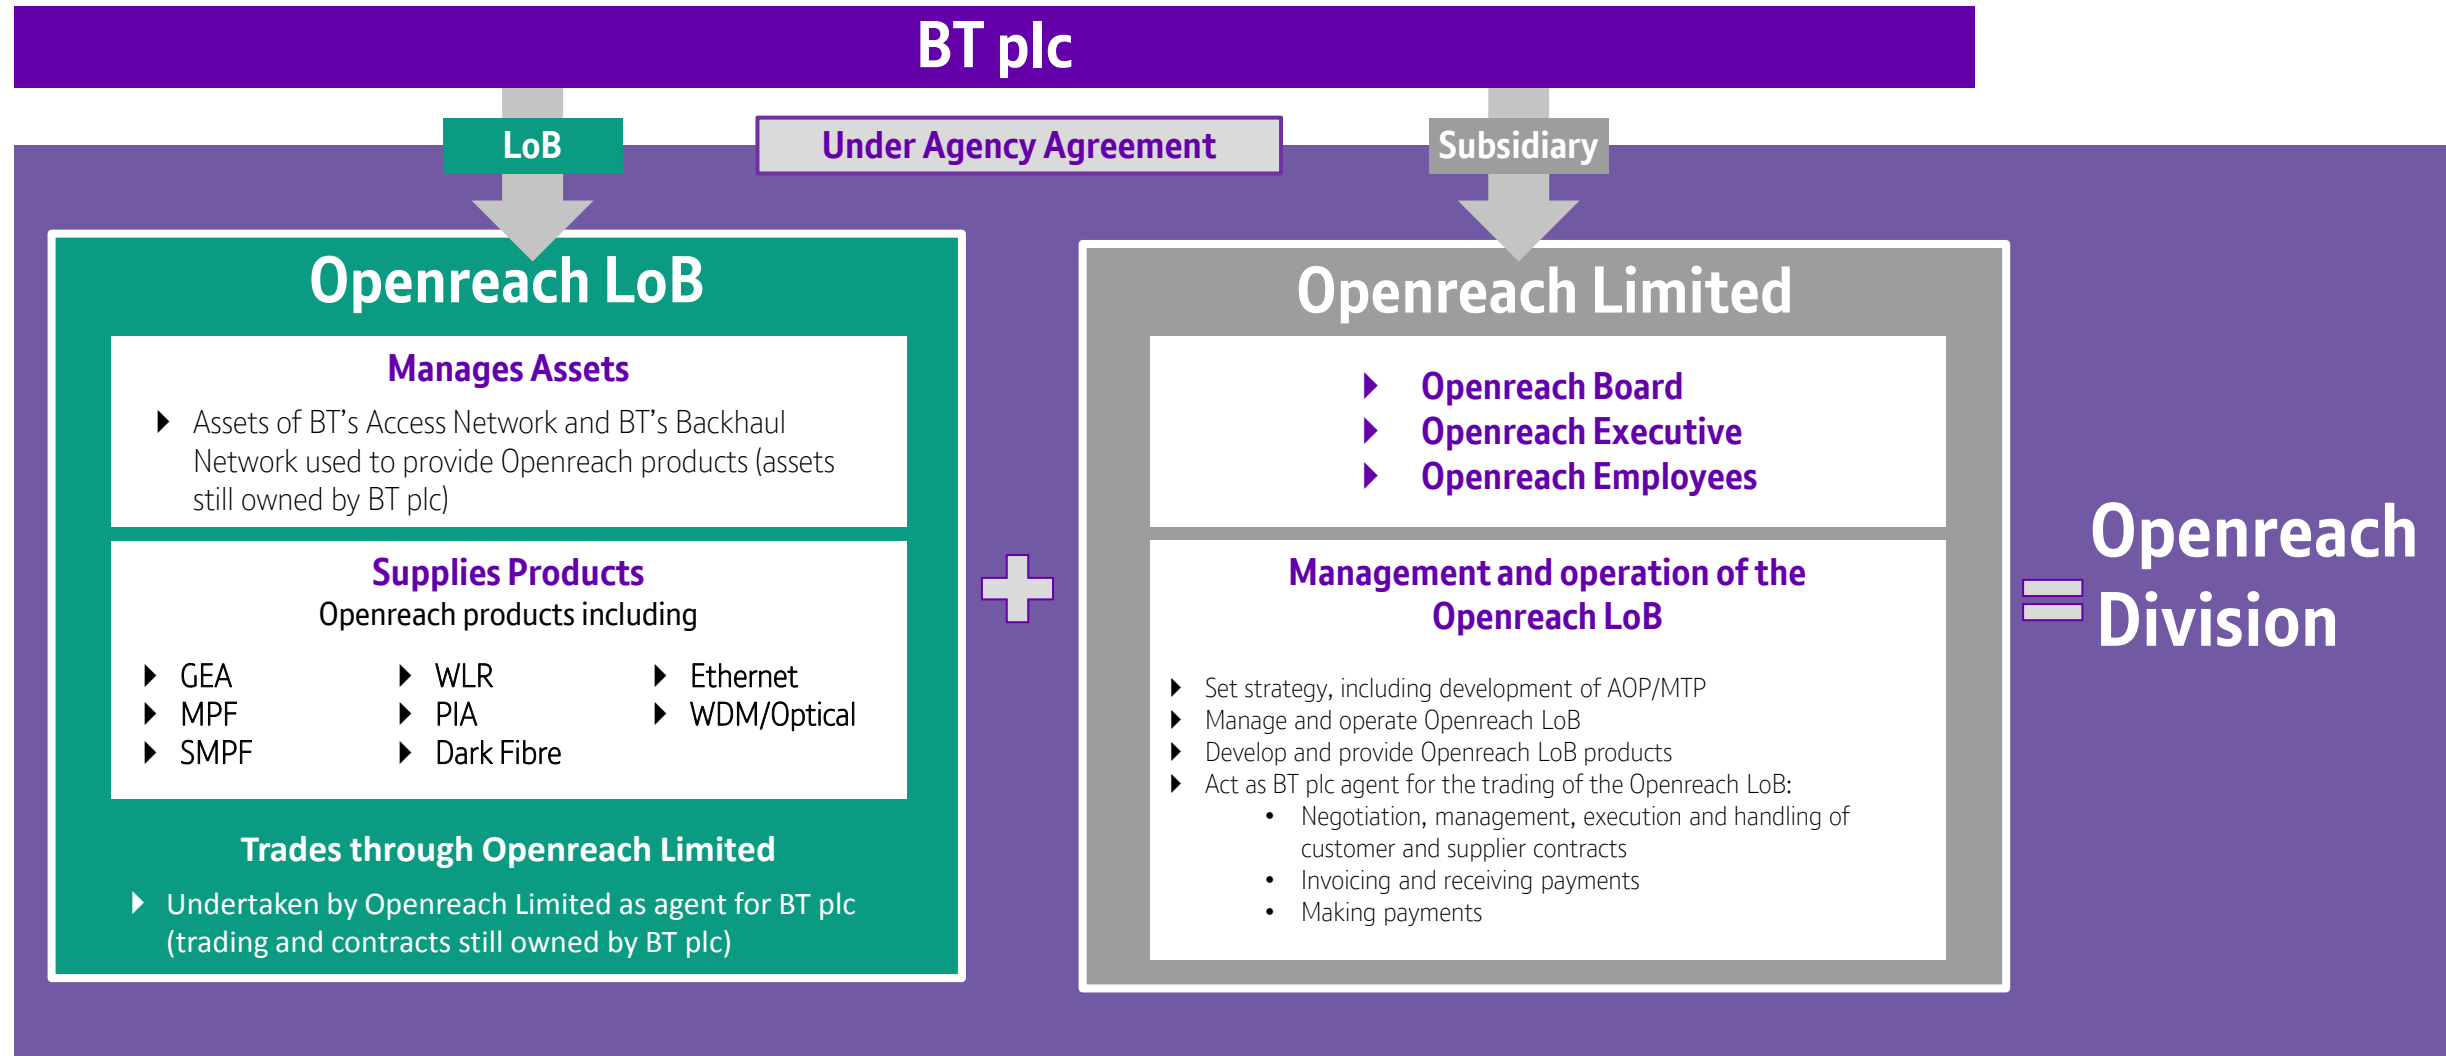 BT plc
LoB
Under Agency Agreement
Subsidiary
Openreach LoB
Manages Assets
Assets of BT's Access Network and BT's Backhaul
Network used to provide Openreach products (assets
still owned by BT plc)
Supplies Products
Openreach products including
GEA
MPF
SMPF
WLR
PIA
Dark Fibre
Ethernet
WDM/Optical
Trades through Openreach Limited
Undertaken by Openreach Limited as agent for BT plc
(trading and contracts still owned by BT plc)
Openreach Limited
Openreach Board
Openreach Executive
Openreach Employees
Management and operation of the
Openreach LoB
Set strategy, including development of AOP/MTP
Manage and operate Openreach LoB
Develop and provide Openreach LoB products
Act as BT plc agent for the trading of the Openreach LoB:
• Negotiation, management, execution and handling of
customer and supplier contracts
• Invoicing and receiving payments
• Making payments
Openreach
Division